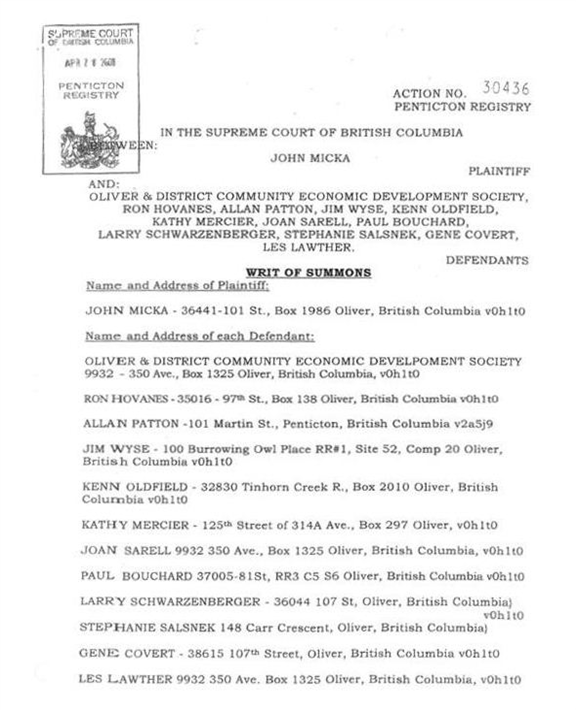 SUPREME COURT
OF BRITISH COLUMBIA
APR 28
PENTICTON
REGISTRY
ACTION NO. 30436
PENTICTON REGISTRY
IN THE SUPREME COURT OF BRITISH COLUMBIA
BETWEEN:
JOHN MICKA
PLAINTIFF
AND:
OLIVER & DISTRICT COMMUNITY ECONOMIC DEVELOPMENT SOCIETY,
RON HOVANES, ALLAN PATTON, JIM WYSE, KENN OLDFIELD,
KATHY MERCIER, JOAN SARELL, PAUL BOUCHARD,
LARRY SCHWARZENBERGER, STEPHANIE SALSNEK, GENE COVERT,
LES LAWTHER.
DEFENDANTS
WRIT OF SUMMONS
Name and Address of Plaintiff:
JOHN MICKA - 36441-101 St., Box 1986 Oliver, British Columbia v0h1t0
Name and Address of each Defendant:
OLIVER & DISTRICT COMMUNITY ECONOMIC DEVELPOMENT SOCIETY
9932 - 350 Ave., Box 1325 Oliver, British Columbia, v0h1t0
RON HOVANES - 35016 - 97th St., Box 138 Oliver, British Columbia v0h1t0
ALLAN PATTON -101 Martin St., Penticton, British Columbia v2a5j9
JIM WYSE - 100 Burrowing Owl Place RR#1, Site 52, Comp 20 Oliver,
British Columbia v0h1t0
KENN OLDFIELD - 32830 Tinhorn Creek R., Box 2010 Oliver, British
Columbia v0h1t0
KATHY MERCIER - 125th Street of 314A Ave., Box 297 Oliver, v0h1t0
JOAN SARELL 9932 350 Ave., Box 1325 Oliver, British Columbia, v0h1t0
PAUL BOUCHARD 37005-81St, RR3 C5 S6 Oliver, British Columbia v0h1t0
LARRY SCHWARZENBERGER - 36044 107 St, Oliver, British Columbia)
v0h1t0
STEPHANIE SALSNEK 148 Carr Crescent, Oliver, British Columbia)
GENE COVERT - 38615 107th Street, Oliver, British Columbia v0h1t0
LES LAWTHER 9932 350 Ave. Box 1325 Oliver, British Columbia, v0h1t0